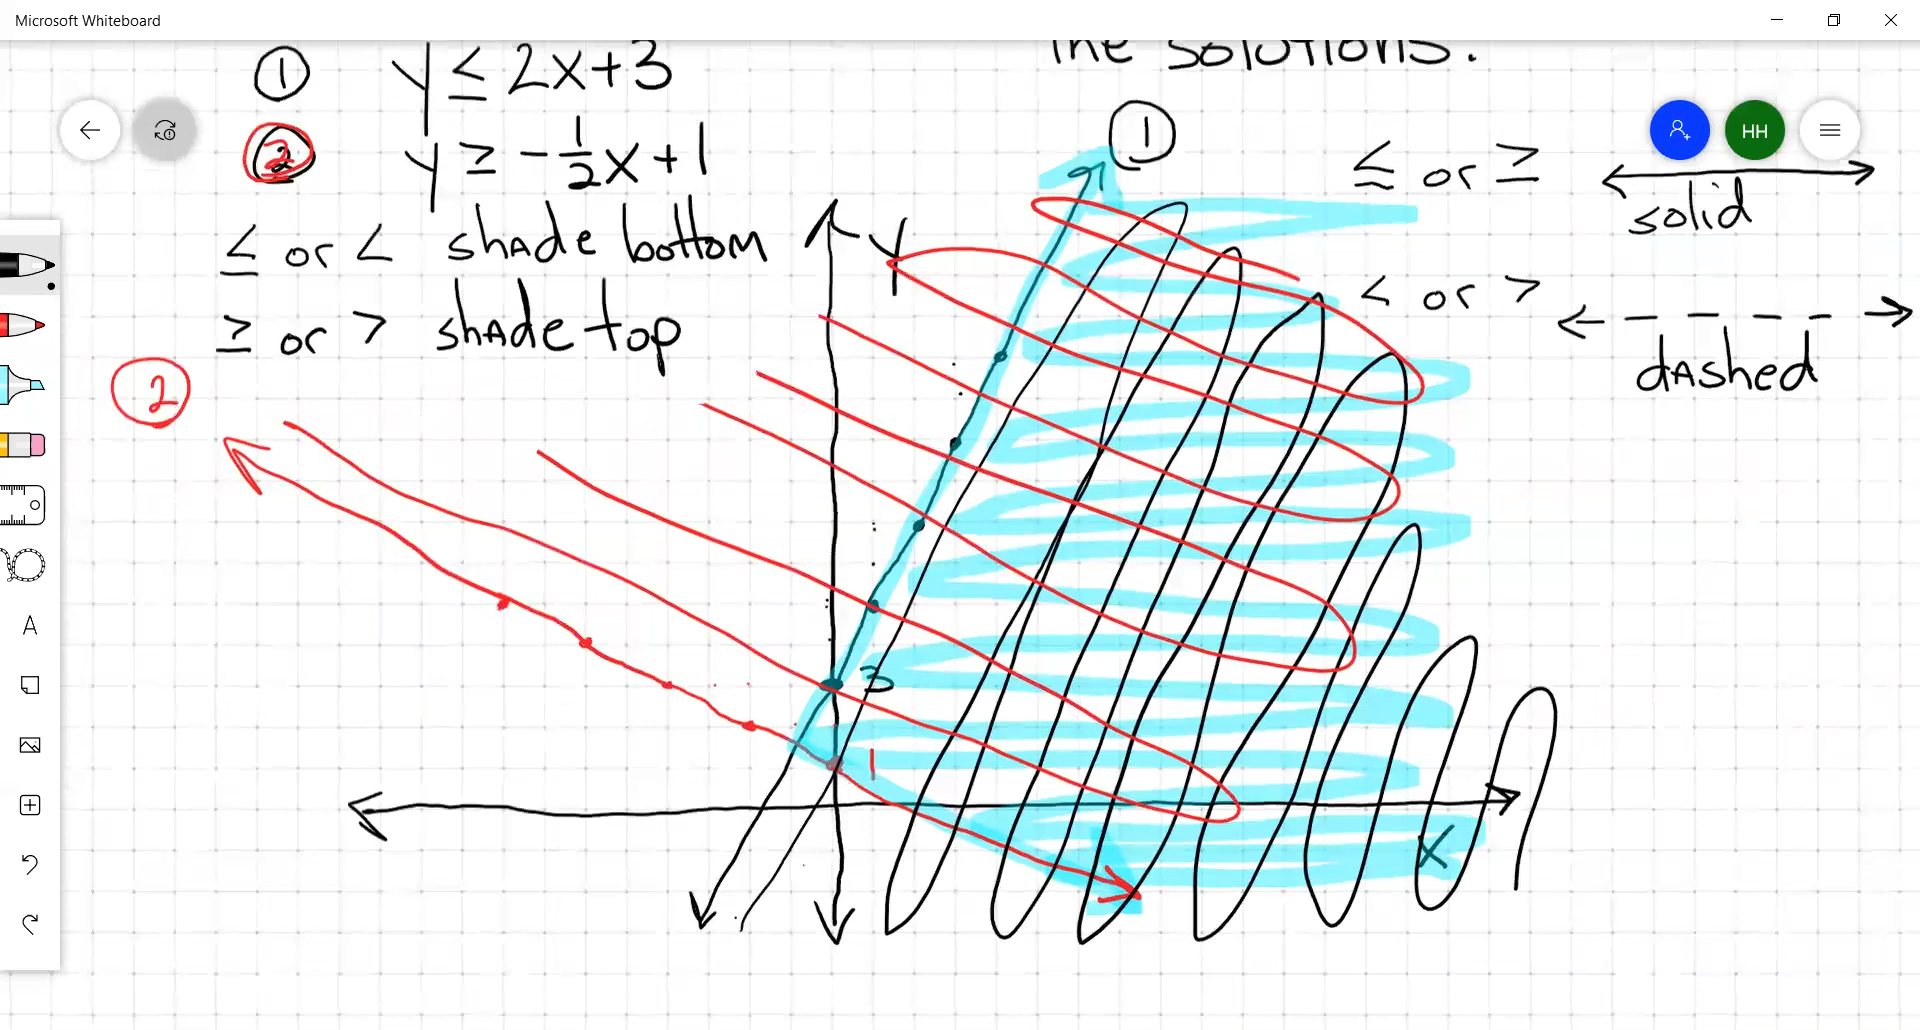 Microsoft Whiteboard
the solutions.
① y ≤ 2x+3
② y ≥ -1/2x+1
≤ or < shade bottom
≥ or > shade top
②
①
y
≤ or ≥ solid
HH
< or > dashed
3
1
x
A